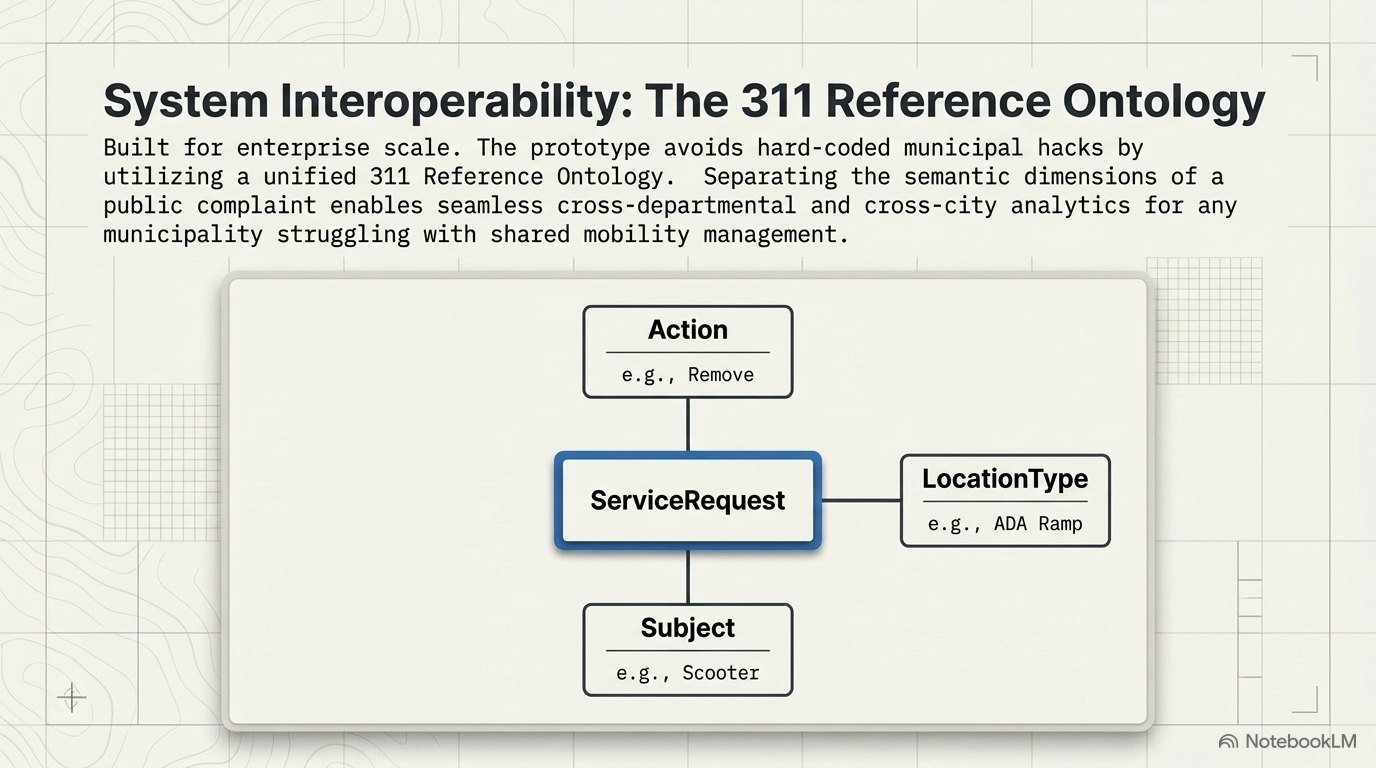 System Interoperability: The 311 Reference Ontology
Built for enterprise scale. The prototype avoids hard-coded municipal hacks by
utilizing a unified 311 Reference Ontology.  Separating the semantic dimensions of a
public complaint enables seamless cross-departmental and cross-city analytics for any
municipality struggling with shared mobility management.
Action
e.g., Remove
ServiceRequest
LocationType
e.g., ADA Ramp
Subject
e.g., Scooter
NotebookLM